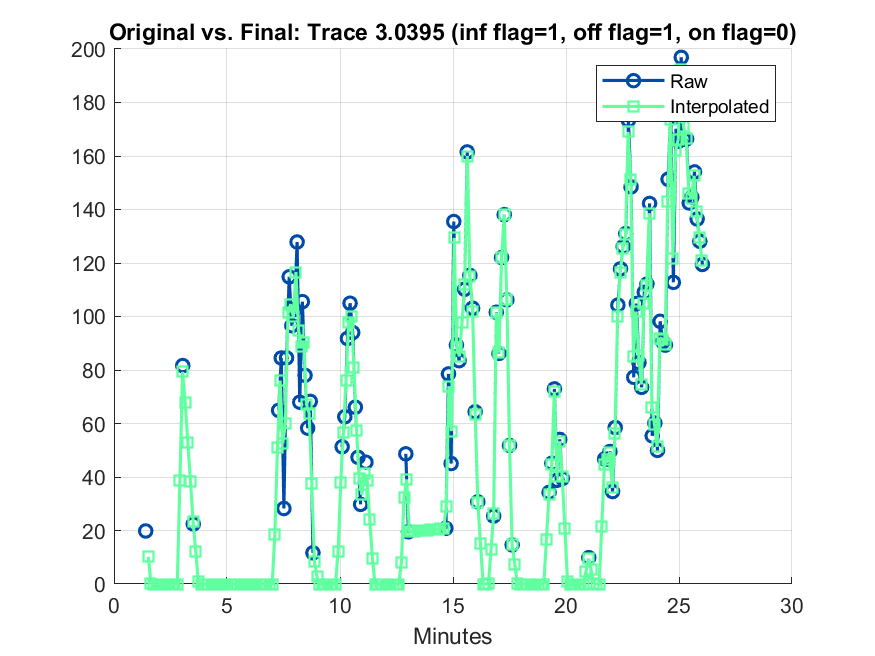 Original vs. Final: Trace 3.0395 (inf flag=1, off flag=1, on flag=0)
200
180
160
140
120
100
80
60
40
20
0
Raw
Interpolated
0 5 10 15 20 25 30
Minutes